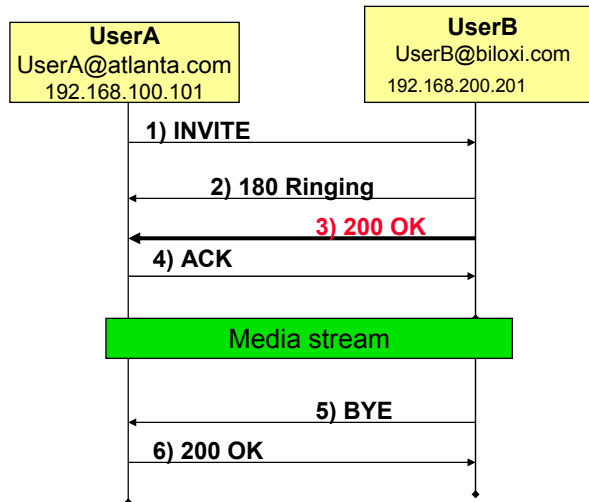 UserA
UserA@atlanta.com
192.168.100.101
UserB
UserB@biloxi.com
192.168.200.201
1) INVITE
2) 180 Ringing
3) 200 OK
4) ACK
Media stream
5) BYE
6) 200 OK